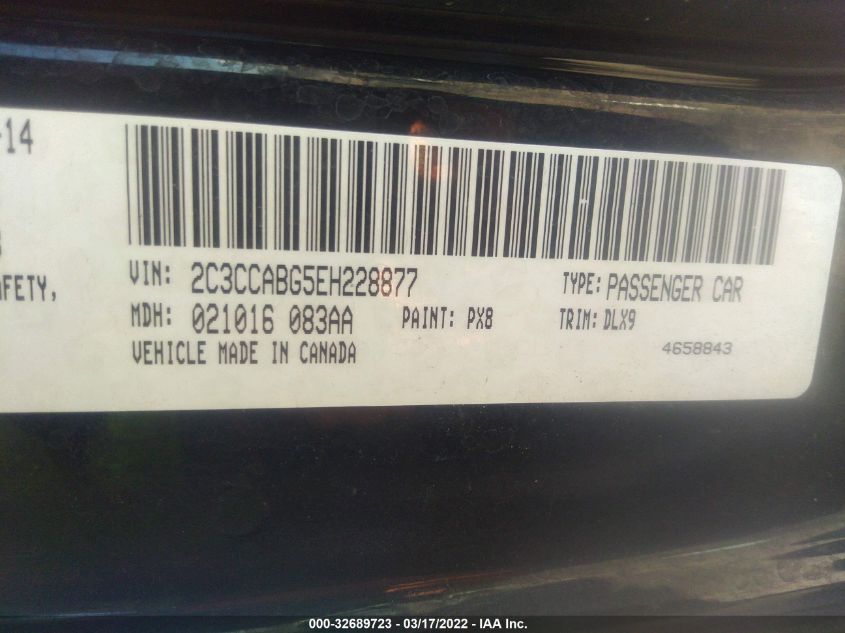 -14
AFETY,
VIN: 2C3CCABG5EH228877 TYPE: PASSENGER CAR
MDH: 021016 083AA PAINT: PX8 TRIM: DLX9
VEHICLE MADE IN CANADA 4658843
000-32689723 - 03/17/2022 - IAA Inc.